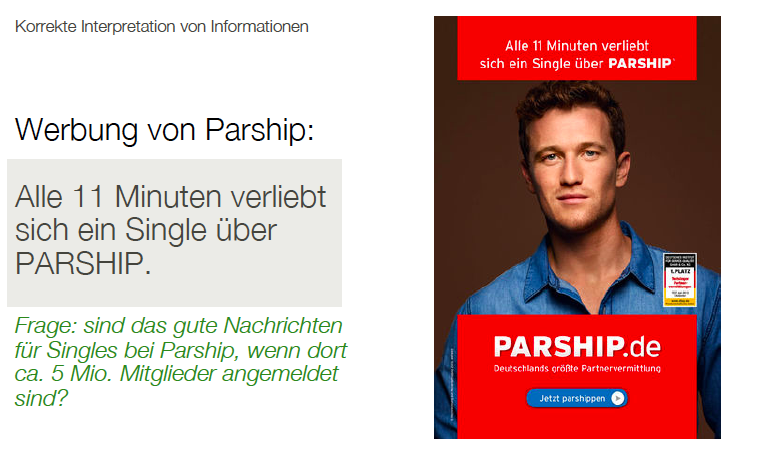 Korrekte Interpretation von Informationen
Alle 11 Minuten verliebt
sich ein Single über PARSHIP
Werbung von Parship:
Alle 11 Minuten verliebt
sich ein Single über
PARSHIP.
Frage: sind das gute Nachrichten
für Singles bei Parship, wenn dort
ca. 5 Mio. Mitglieder angemeldet
sind?
1. PLATZ
PARSHIP.de
Deutschlands größte Partnervermittlung
Jetzt parshippen